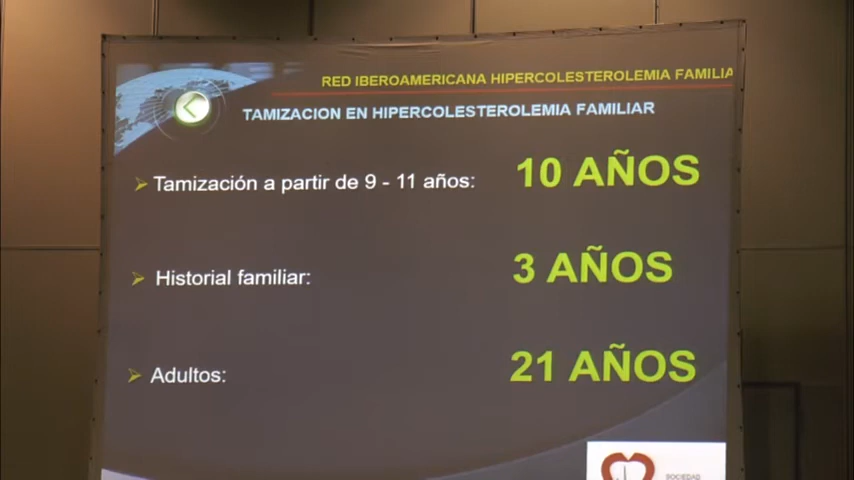 RED IBEROAMERICANA HIPERCOLESTEROLEMIA FAMILIA
TAMIZACION EN HIPERCOLESTEROLEMIA FAMILIAR
Tamización a partir de 9 - 11 años: 10 AÑOS
Historial familiar: 3 AÑOS
Adultos: 21 AÑOS
SOCIEDAD